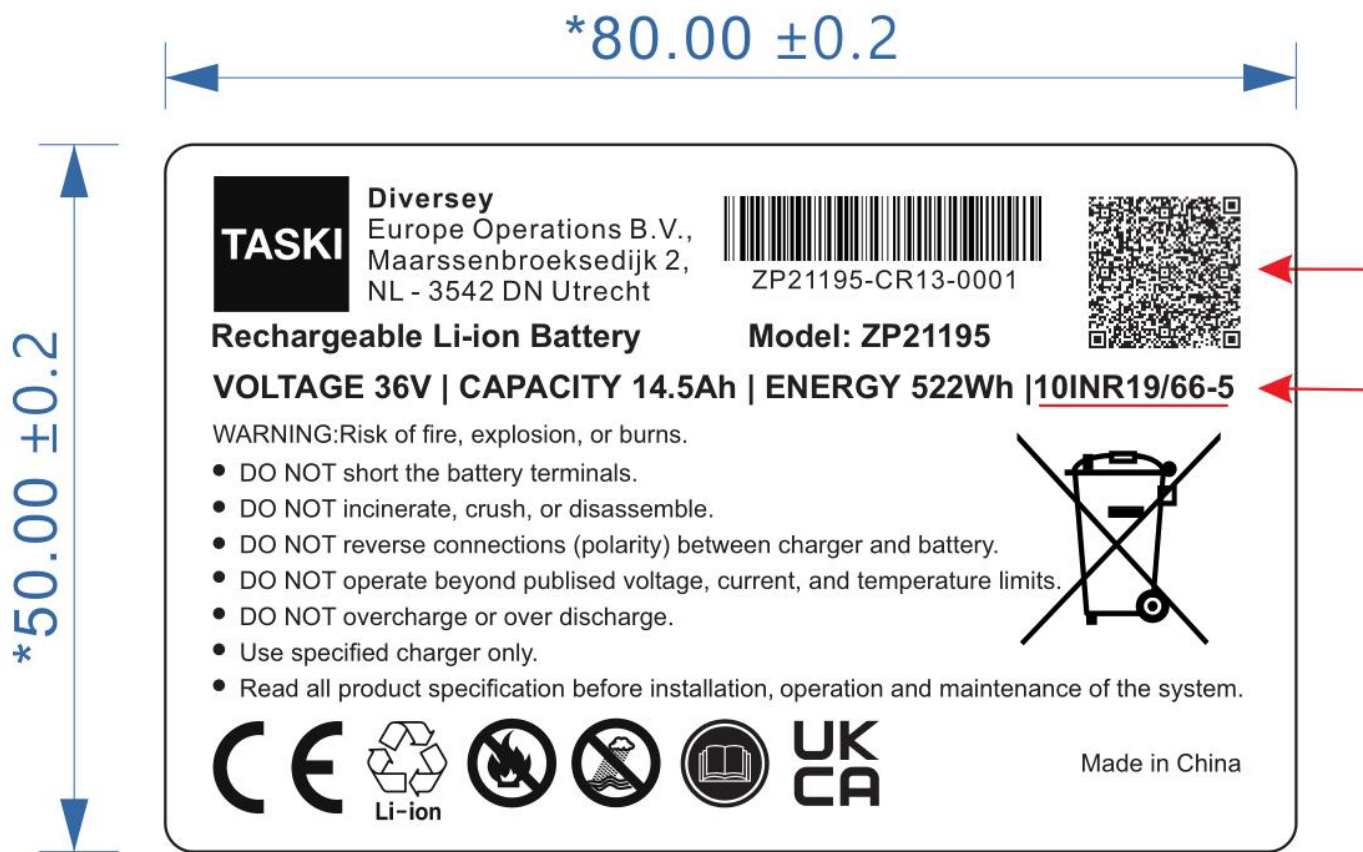 *80.00 ±0.2
*50.00 ±0.2
TASKI
Diversey
Europe Operations B.V.,
Maarssenbroeksedijk 2,
NL - 3542 DN Utrecht
ZP21195-CR13-0001
Rechargeable Li-ion Battery Model: ZP21195
VOLTAGE 36V | CAPACITY 14.5Ah | ENERGY 522Wh |10INR19/66-5
WARNING:Risk of fire, explosion, or burns.
● DO NOT short the battery terminals.
● DO NOT incinerate, crush, or disassemble.
● DO NOT reverse connections (polarity) between charger and battery.
● DO NOT operate beyond publised voltage, current, and temperature limits.
● DO NOT overcharge or over discharge.
● Use specified charger only.
● Read all product specification before installation, operation and maintenance of the system.
CE
Li-ion
UK
CA
Made in China